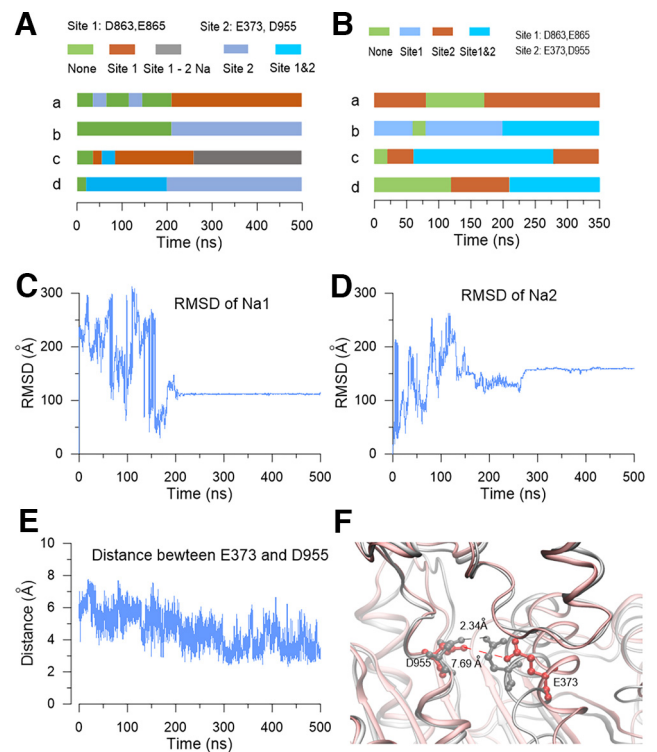 A
Site 1: D863,E865
Site 2: E373, D955
None
Site 1
Site 1 - 2 Na
Site 2
Site 1&2
a
b
c
d
0 100 200 300 400 500
Time (ns)
B
None
Site1
Site2
Site1&2
Site 1: D863,E865
Site 2: E373,D955
a
b
c
d
0 50 100 150 200 250 300 350
Time (ns)
C
RMSD of Na1
RMSD (Å)
300
200
100
0
0 100 200 300 400 500
Time (ns)
D
RMSD of Na2
RMSD (Å)
300
200
100
0
0 100 200 300 400 500
Time (ns)
E
Distance bewteen E373 and D955
Distance (Å)
10
8
6
4
2
0
0 100 200 300 400 500
Time (ns)
F
2.34Å
D955
7.69 Å
E373